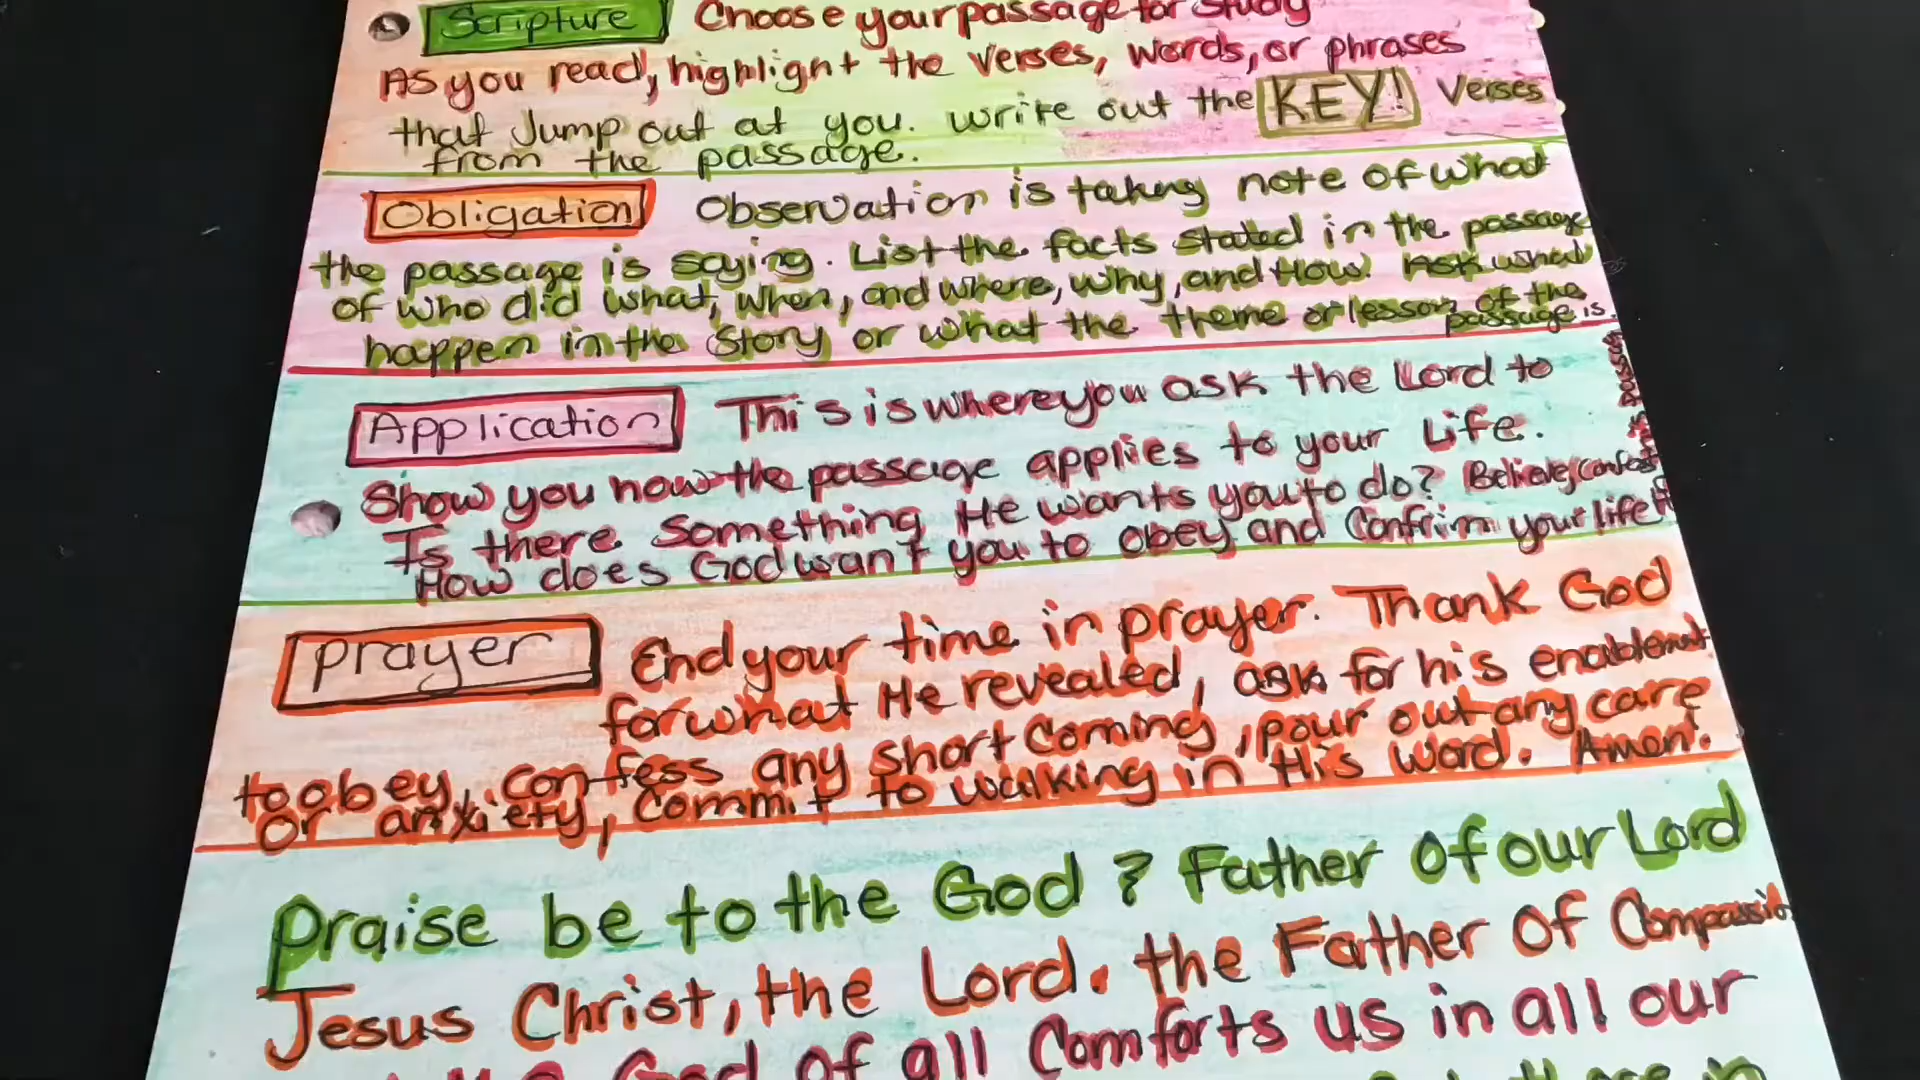 Scripture Choose your passage for study
As you read, highlight the verses, words, or phrases
that Jump out at you. write out the KEY! Verses
from the passage.
Obligation Observation is taking note of what
the passage is saying. List the facts stated in the passage
of who did what, when, and where, why, and How. Ask what
happen in the Story or what the theme or lesson of the
passage is.
Application This is where you ask the Lord to
Show you how the passage applies to your Life.
Is there something He wants you to do? Believe, Confest
How does God want you to obey and Confrim your life
prayer End your time in prayer. Thank God
for what He revealed, ask for his enablement
to obey, confess any short Coming, pour out any care
or anxiety, Commit to walking in His Word. Amen.
Praise be to the God ? Father Of our Lord
Jesus Christ, the Lord. the Father Of Compassion
God of all Comforts us in all our